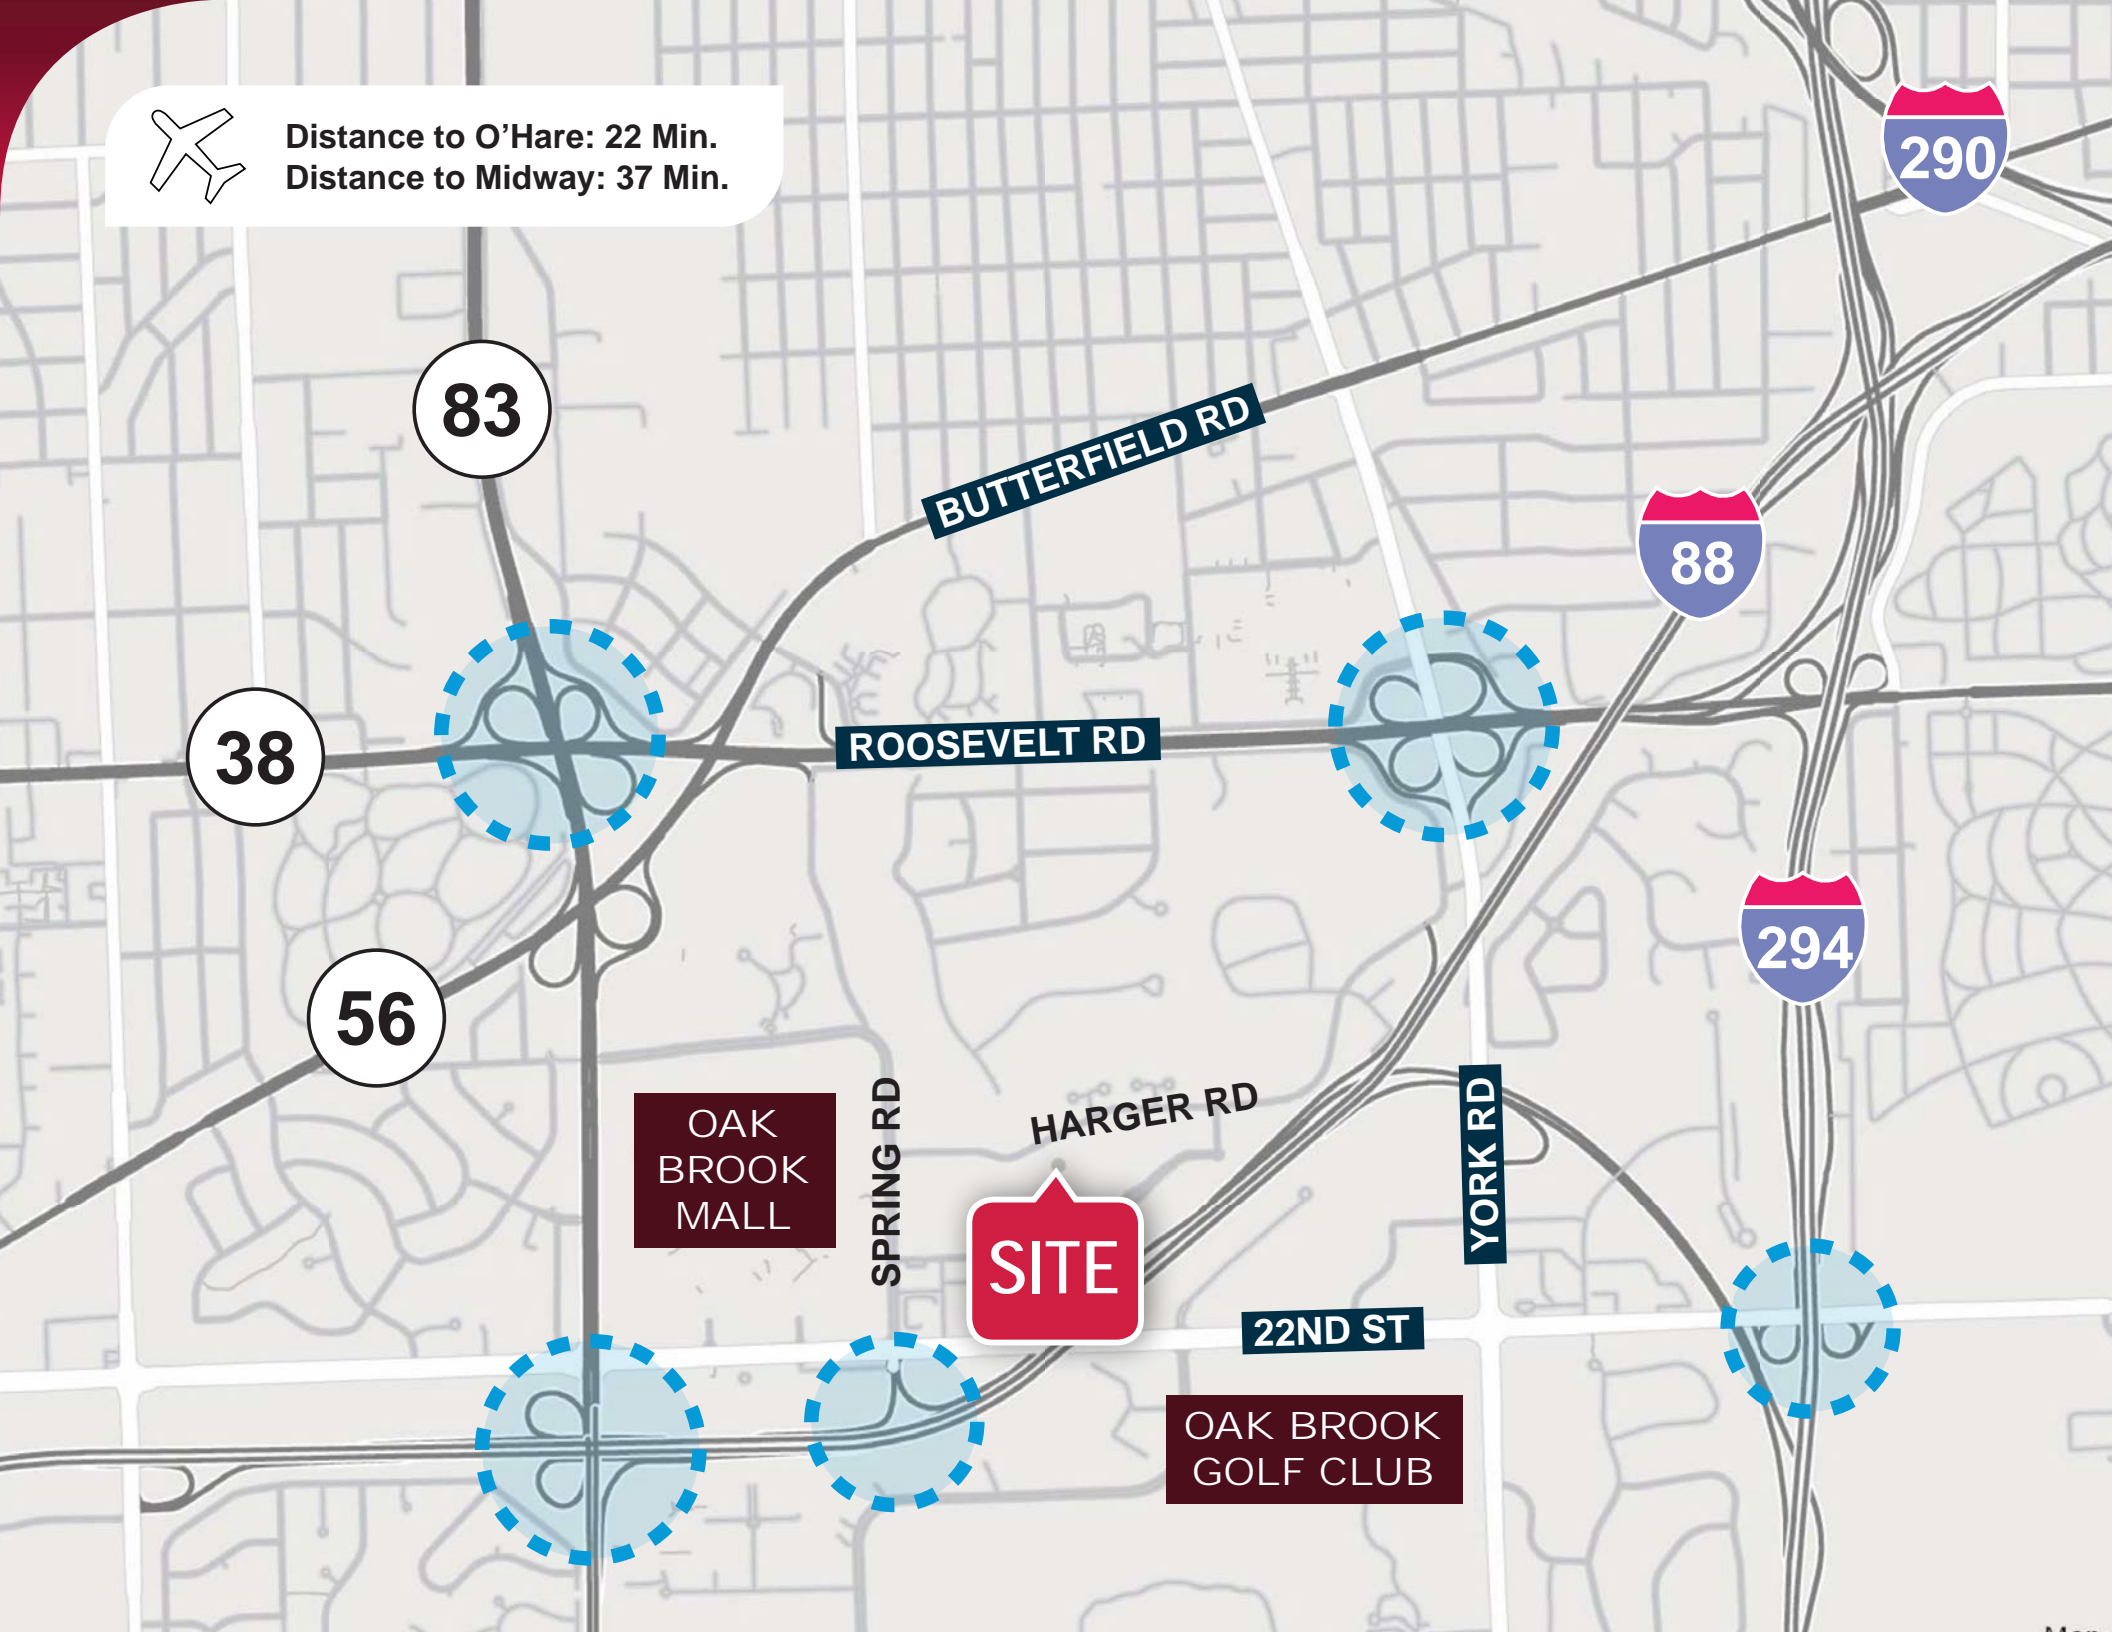 Distance to O’Hare: 22 Min.
Distance to Midway: 37 Min.
290
83
BUTTERFIELD RD
88
38
ROOSEVELT RD
294
56
OAK
BROOK
MALL
SPRING RD
HARGER RD
YORK RD
SITE
22ND ST
OAK BROOK
GOLF CLUB